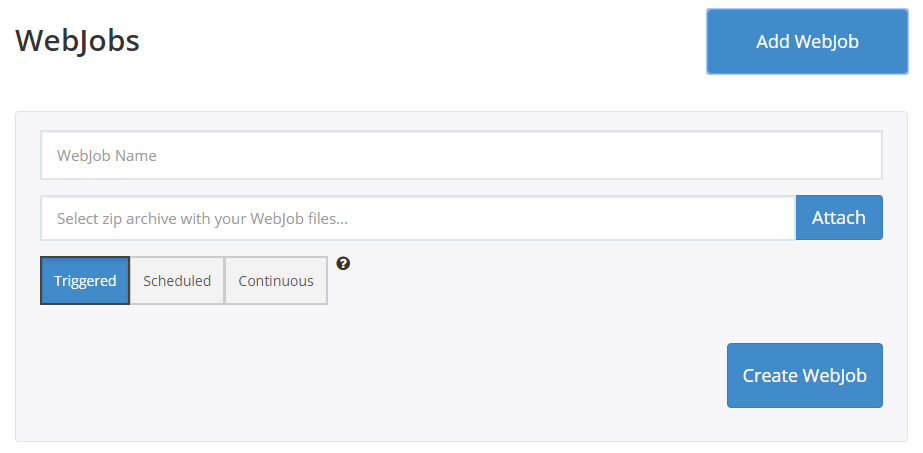 WebJobs
Add WebJob
WebJob Name
Select zip archive with your WebJob files...
Attach
Triggered
Scheduled
Continuous
?
Create WebJob